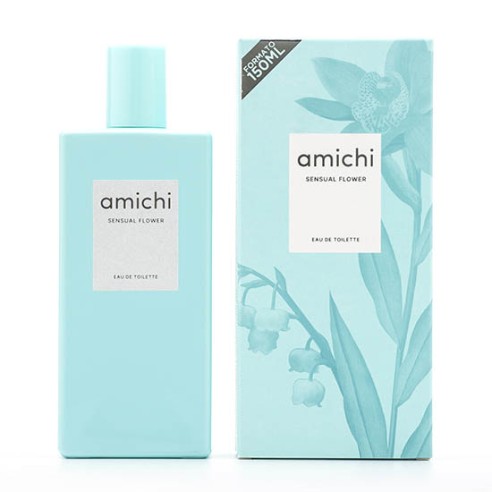 amichi
SENSUAL FLOWER
EAU DE TOILETTE
FORMATO
150ML
amichi
SENSUAL FLOWER
EAU DE TOILETTE